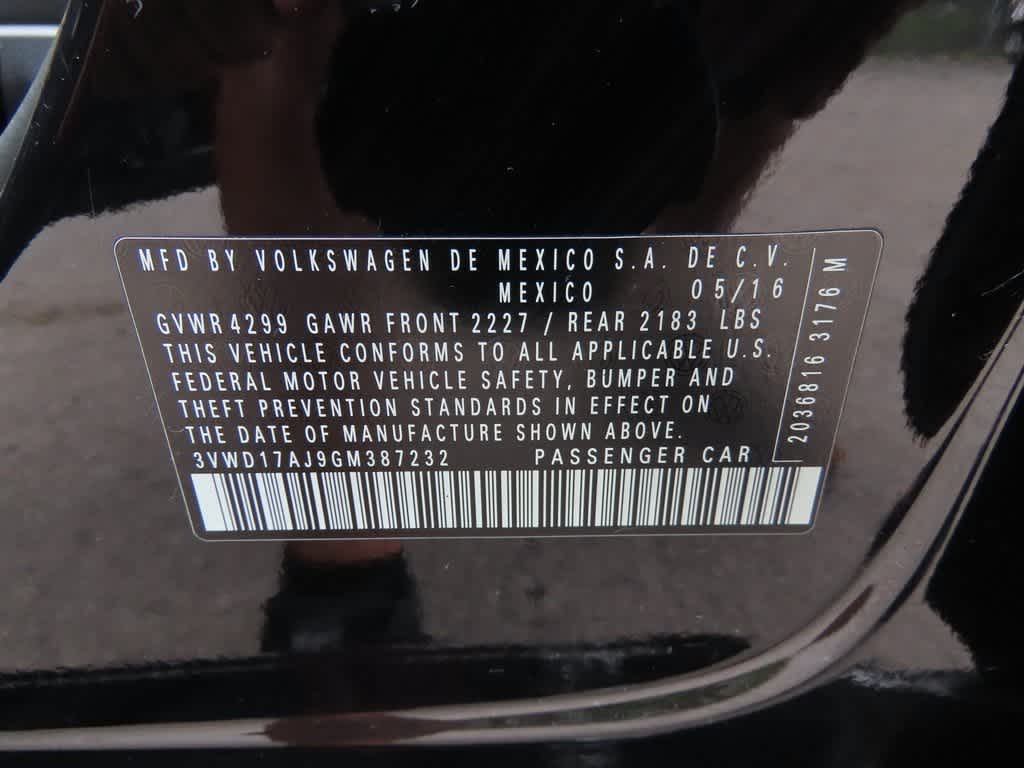 MFD BY VOLKSWAGEN DE MEXICO S.A. DE C.V.
MEXICO 05/16
GVWR 4299 GAWR FRONT 2227 / REAR 2183 LBS
THIS VEHICLE CONFORMS TO ALL APPLICABLE U.S.
FEDERAL MOTOR VEHICLE SAFETY, BUMPER AND
THEFT PREVENTION STANDARDS IN EFFECT ON
THE DATE OF MANUFACTURE SHOWN ABOVE.
3VWD17AJ9GM387232 PASSENGER CAR
2036816 3176 M